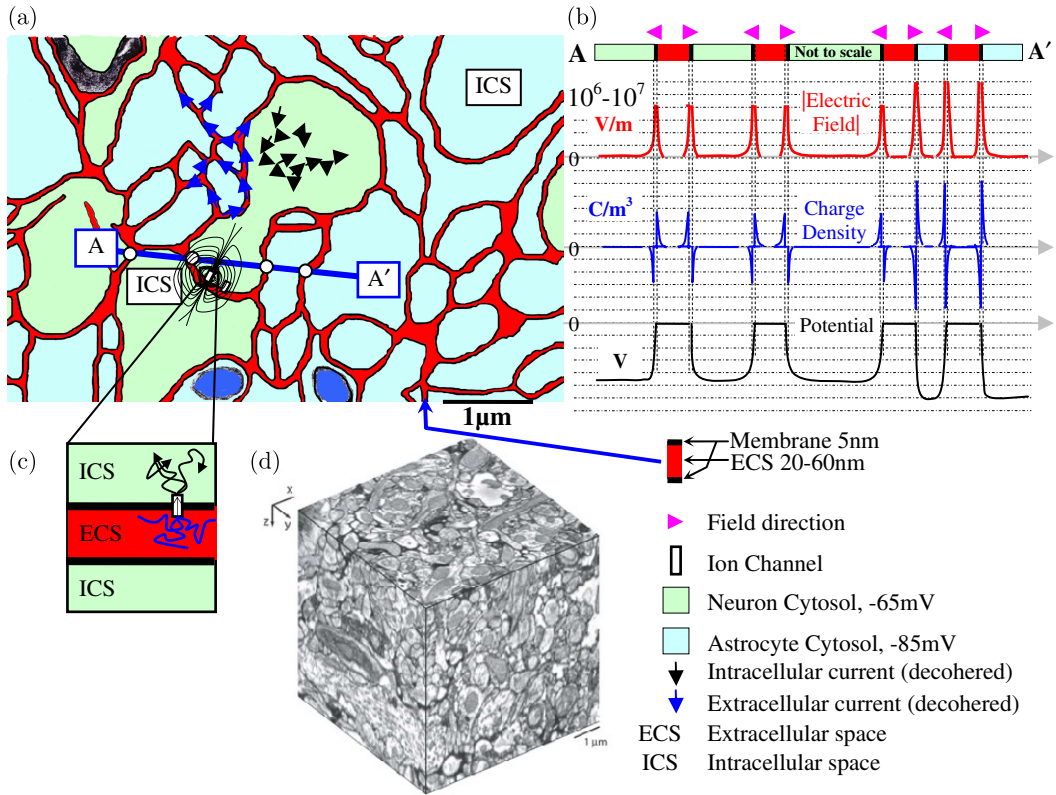 (a)
ICS
ICS
A
A′
1μm
(b)
A
Not to scale
A′
10⁶-10⁷
V/m
|Electric
Field|
0
C/m³
Charge
Density
0
0
Potential
V
Membrane 5nm
ECS 20-60nm
(c)
ICS
ECS
ICS
(d)
x
z
y
1 μm
Field direction
Ion Channel
Neuron Cytosol, -65mV
Astrocyte Cytosol, -85mV
Intracellular current (decohered)
Extracellular current (decohered)
ECS Extracellular space
ICS Intracellular space